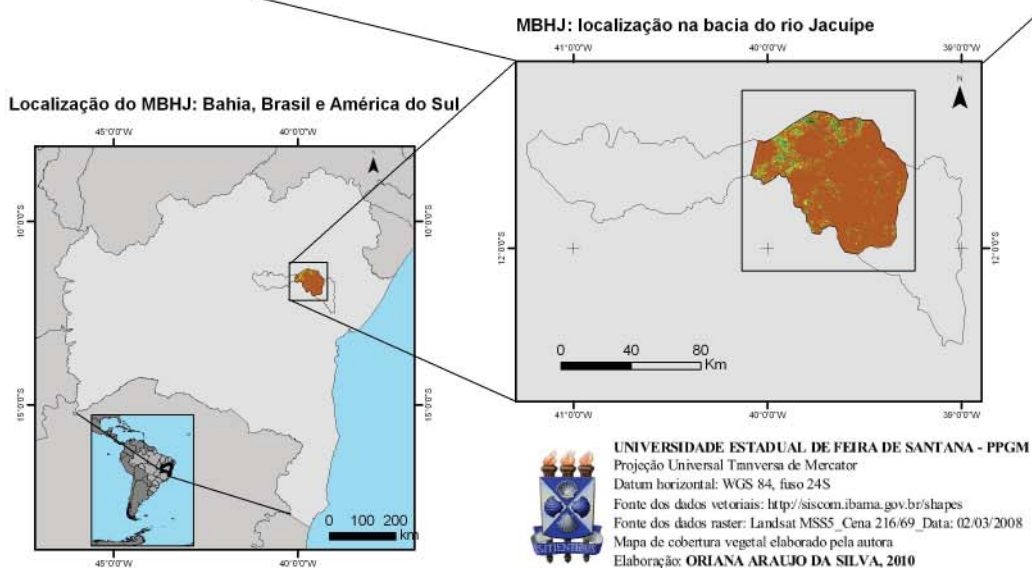 MBHJ: localização na bacia do rio Jacuípe
41°0'0"W 40°0'0"W 39°0'0"W
N
12°0'0"S 12°0'0"S
0 40 80
Km
41°0'0"W 40°0'0"W 39°0'0"W
Localização do MBHJ: Bahia, Brasil e América do Sul
45°0'0"W 40°0'0"W
10°0'0"S 10°0'0"S
15°0'0"S 15°0'0"S
0 100 200
km
45°0'0"W 40°0'0"W
SITIENTIBUS
UNIVERSIDADE ESTADUAL DE FEIRA DE SANTANA - PPGM
Projeção Universal Tranversa de Mercator
Datum horizontal: WGS 84, fuso 24S
Fonte dos dados vetoriais: http://siscom.ibama.gov.br/shapes
Fonte dos dados raster: Landsat MSS5_Cena 216/69_Data: 02/03/2008
Mapa de cobertura vegetal elaborado pela autora
Elaboração: ORIANA ARAUJO DA SILVA, 2010